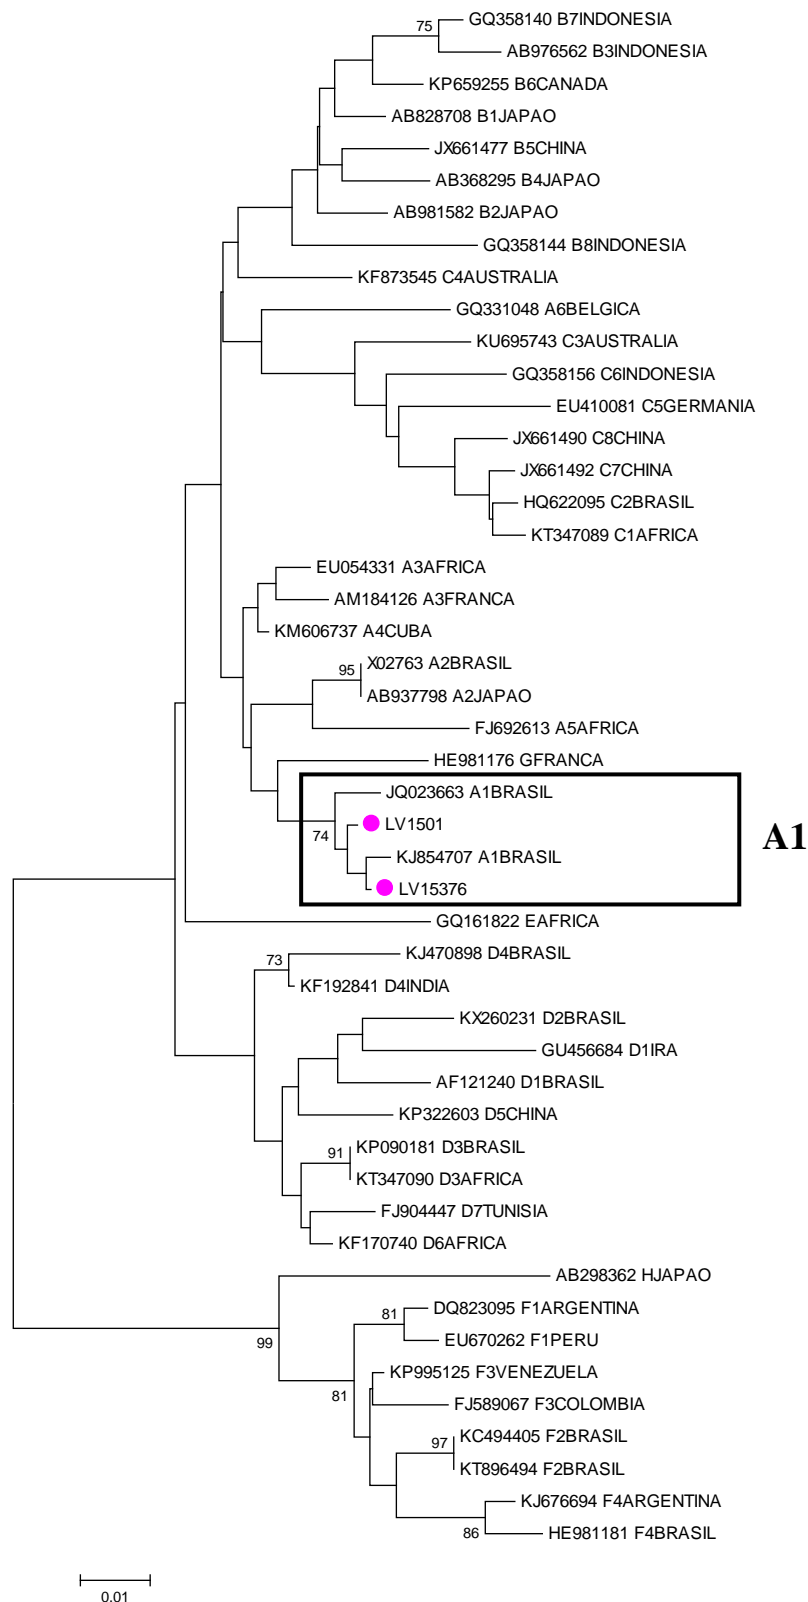 GQ358140 B7INDONESIA
75
AB976562 B3INDONESIA
KP659255 B6CANADA
AB828708 B1JAPAO
JX661477 B5CHINA
AB368295 B4JAPAO
AB981582 B2JAPAO
GQ358144 B8INDONESIA
KF873545 C4AUSTRALIA
GQ331048 A6BELGICA
KU695743 C3AUSTRALIA
GQ358156 C6INDONESIA
EU410081 C5GERMANIA
JX661490 C8CHINA
JX661492 C7CHINA
HQ622095 C2BRASIL
KT347089 C1AFRICA
EU054331 A3AFRICA
AM184126 A3FRANCA
KM606737 A4CUBA
X02763 A2BRASIL
95
AB937798 A2JAPAO
FJ692613 A5AFRICA
HE981176 GFRANCA
JQ023663 A1BRASIL
LV1501
74
A1
KJ854707 A1BRASIL
LV15376
GQ161822 EAFRICA
KJ470898 D4BRASIL
73
KF192841 D4INDIA
KX260231 D2BRASIL
GU456684 D1IRA
AF121240 D1BRASIL
KP322603 D5CHINA
KP090181 D3BRASIL
91
KT347090 D3AFRICA
FJ904447 D7TUNISIA
KF170740 D6AFRICA
AB298362 HJAPAO
DQ823095 F1ARGENTINA
81
EU670262 F1PERU
99
KP995125 F3VENEZUELA
81
FJ589067 F3COLOMBIA
KC494405 F2BRASIL
97
KT896494 F2BRASIL
KJ676694 F4ARGENTINA
86
HE981181 F4BRASIL
0.01